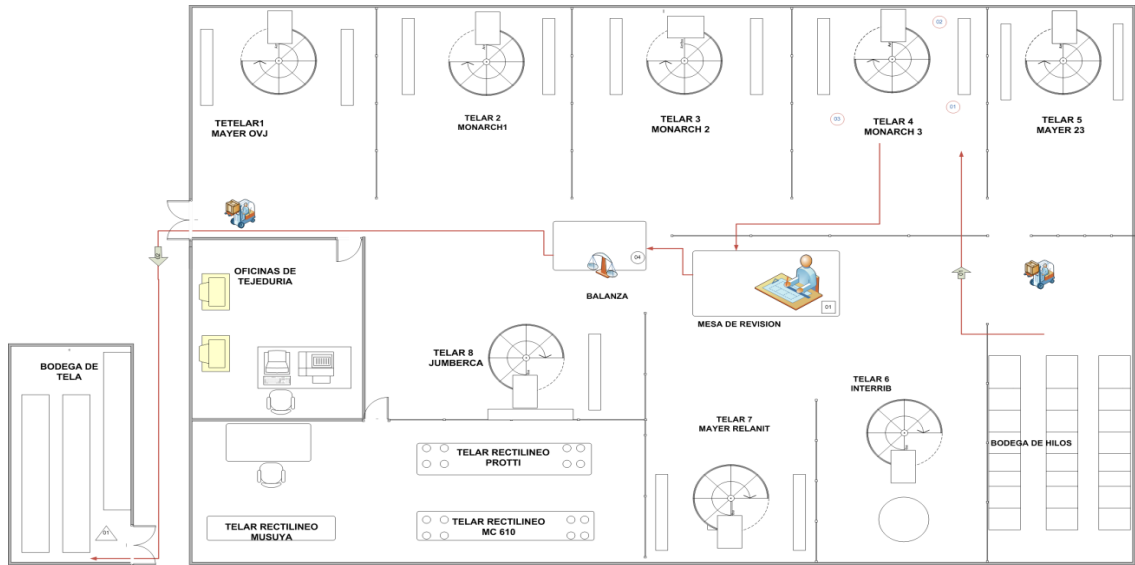 02
01
03
TETELAR1
MAYER OVJ
TELAR 2
MONARCH1
TELAR 3
MONARCH 2
TELAR 4
MONARCH 3
TELAR 5
MAYER 23
04
BALANZA
01
MESA DE REVISION
OFICINAS DE
TEJEDURIA
BODEGA DE
TELA
TELAR 8
JUMBERCA
TELAR 6
INTERRIB
TELAR 7
MAYER RELANIT
BODEGA DE HILOS
TELAR RECTILINEO
PROTTI
TELAR RECTILINEO
MUSUYA
TELAR RECTILINEO
MC 610
01